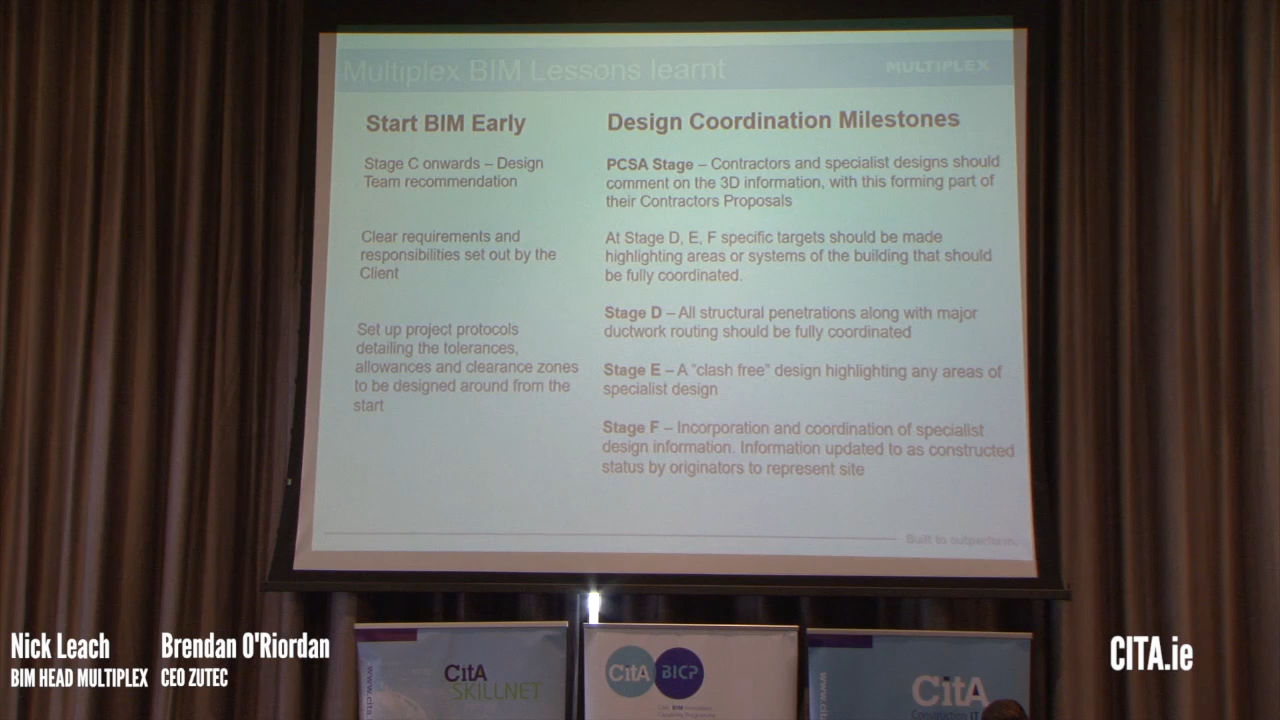 Multiplex BIM Lessons learnt
MULTIPLEX
Start BIM Early
Stage C onwards – Design
Team recommendation
Clear requirements and
responsibilities set out by the
Client
Set up project protocols
detailing the tolerances,
allowances and clearance zones
to be designed around from the
start
Design Coordination Milestones
PCSA Stage – Contractors and specialist designs should
comment on the 3D information, with this forming part of
their Contractors Proposals
At Stage D, E, F specific targets should be made
highlighting areas or systems of the building that should
be fully coordinated.
Stage D – All structural penetrations along with major
ductwork routing should be fully coordinated
Stage E – A "clash free" design highlighting any areas of
specialist design
Stage F – Incorporation and coordination of specialist
design information. Information updated to as constructed
status by originators to represent site
Built to outperform.
Nick Leach
BIM HEAD MULTIPLEX
Brendan O'Riordan
CEO ZUTEC
CITA.ie
CitA
SKILLNET
www.cita
CitA
BICP
CitA
Construction IT